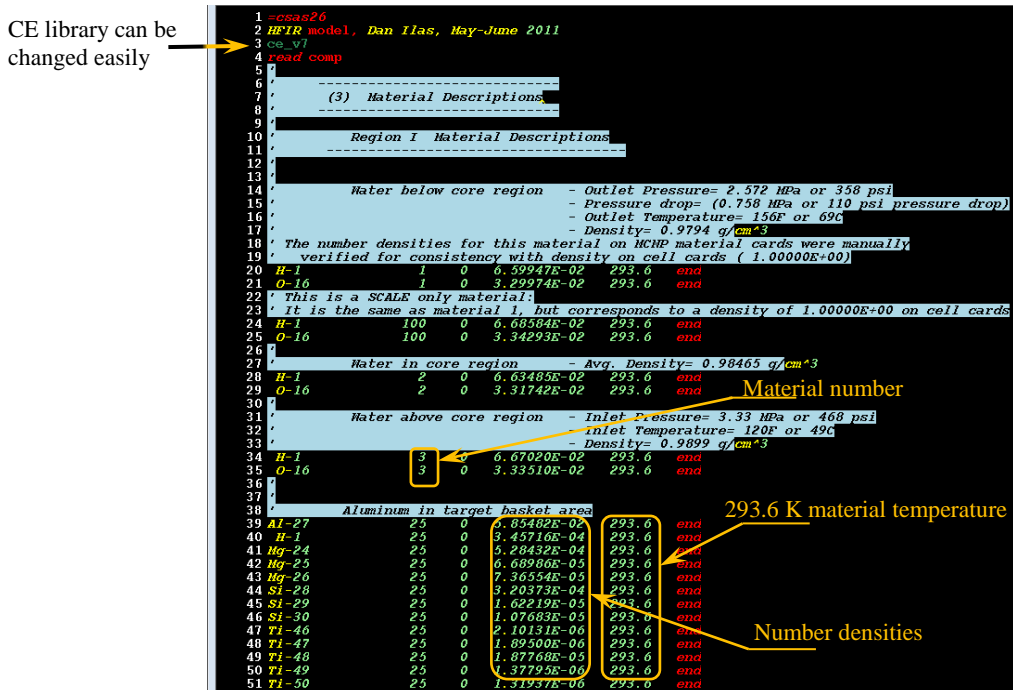 CE library can be
changed easily
1 =csas26
2 HFIR model, Dan Ilas, May-June 2011
3 ce_v7
4 read comp
5 '
6 '      ------------------------------
7 '       (3)  Material Descriptions
8 '      ------------------------------
9 '
10 '          Region I  Material Descriptions
11 '       -------------------------------------
12 '
13 '
14 '          Water below core region   - Outlet Pressure= 2.572 MPa or 358 psi
15 '                                    - Pressure drop= (0.758 MPa or 110 psi pressure drop)
16 '                                    - Outlet Temperature= 156F or 69C
17 '                                    - Density= 0.9794 g/cm^3
18 ' The number densities for this material on MCNP material cards were manually
19 '   verified for consistency with density on cell cards ( 1.00000E+00)
20 H-1 1 0 6.59947E-02 293.6 end
21 O-16 1 0 3.29974E-02 293.6 end
22 ' This is a SCALE only material:
23 ' It is the same as material 1, but corresponds to a density of 1.00000E+00 on cell cards
24 H-1 100 0 6.68584E-02 293.6 end
25 O-16 100 0 3.34293E-02 293.6 end
26 '
27 '          Water in core region      - Avg. Density= 0.98465 g/cm^3
28 H-1 2 0 6.63485E-02 293.6 end
29 O-16 2 0 3.31742E-02 293.6 end
Material number
30 '
31 '          Water above core region   - Inlet Pressure= 3.33 MPa or 468 psi
32 '                                    - Inlet Temperature= 120F or 49C
33 '                                    - Density= 0.9899 g/cm^3
34 H-1 3 0 6.67020E-02 293.6 end
35 O-16 3 0 3.33510E-02 293.6 end
36 '
37 '
38 '         Aluminum in target basket area
293.6 K material temperature
39 Al-27 25 0 5.85482E-02 293.6 end
40 H-1 25 0 3.45716E-04 293.6 end
41 Mg-24 25 0 5.28432E-04 293.6 end
42 Mg-25 25 0 6.68986E-05 293.6 end
43 Mg-26 25 0 7.36554E-05 293.6 end
44 Si-28 25 0 3.20373E-04 293.6 end
45 Si-29 25 0 1.62219E-05 293.6 end
46 Si-30 25 0 1.07683E-05 293.6 end
47 Ti-46 25 0 2.10131E-06 293.6 end
Number densities
48 Ti-47 25 0 1.89500E-06 293.6 end
49 Ti-48 25 0 1.87768E-05 293.6 end
50 Ti-49 25 0 1.37795E-06 293.6 end
51 Ti-50 25 0 1.31937E-06 293.6 end